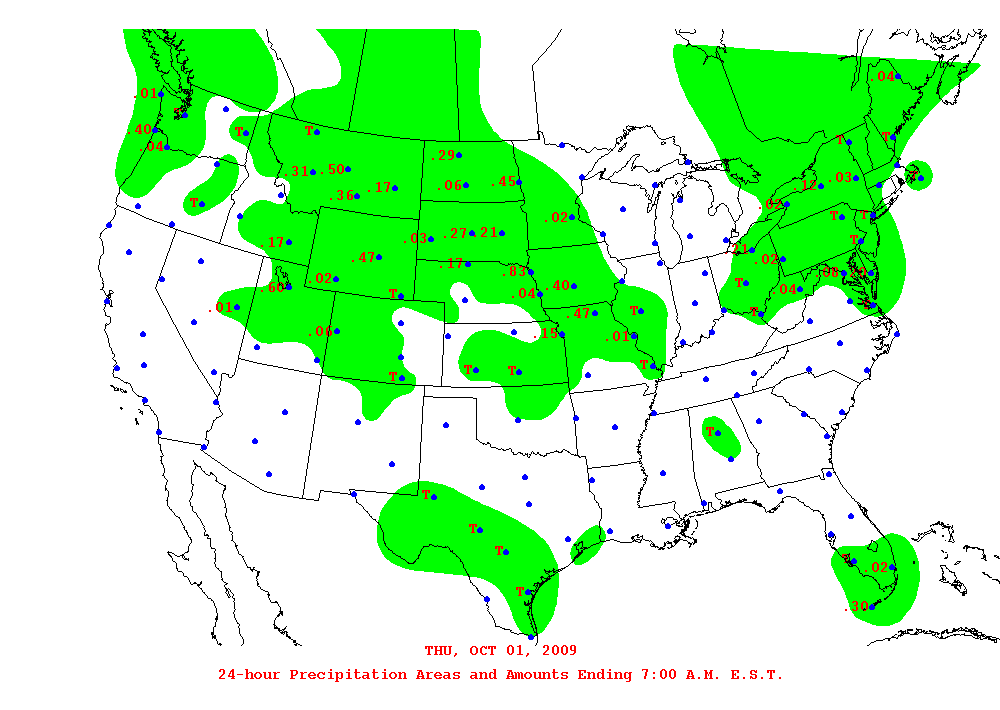 .04
.01
T
.40
T
T
.04
T
T
.29
.31 .50
.36 .17
.06
.45
.12
.03
T
T
.02
.02
T
T
.17
.03
.27
.21
T
.21
.47
.17
.02
.60
.02
.83
.04
.40
T
.04
.08
.20
T
.01
.06
.15
.47
T
.01
T
T
T
T
T
T
T
T
T
T
T
.02
.30
THU, OCT 01, 2009
24-hour Precipitation Areas and Amounts Ending 7:00 A.M. E.S.T.